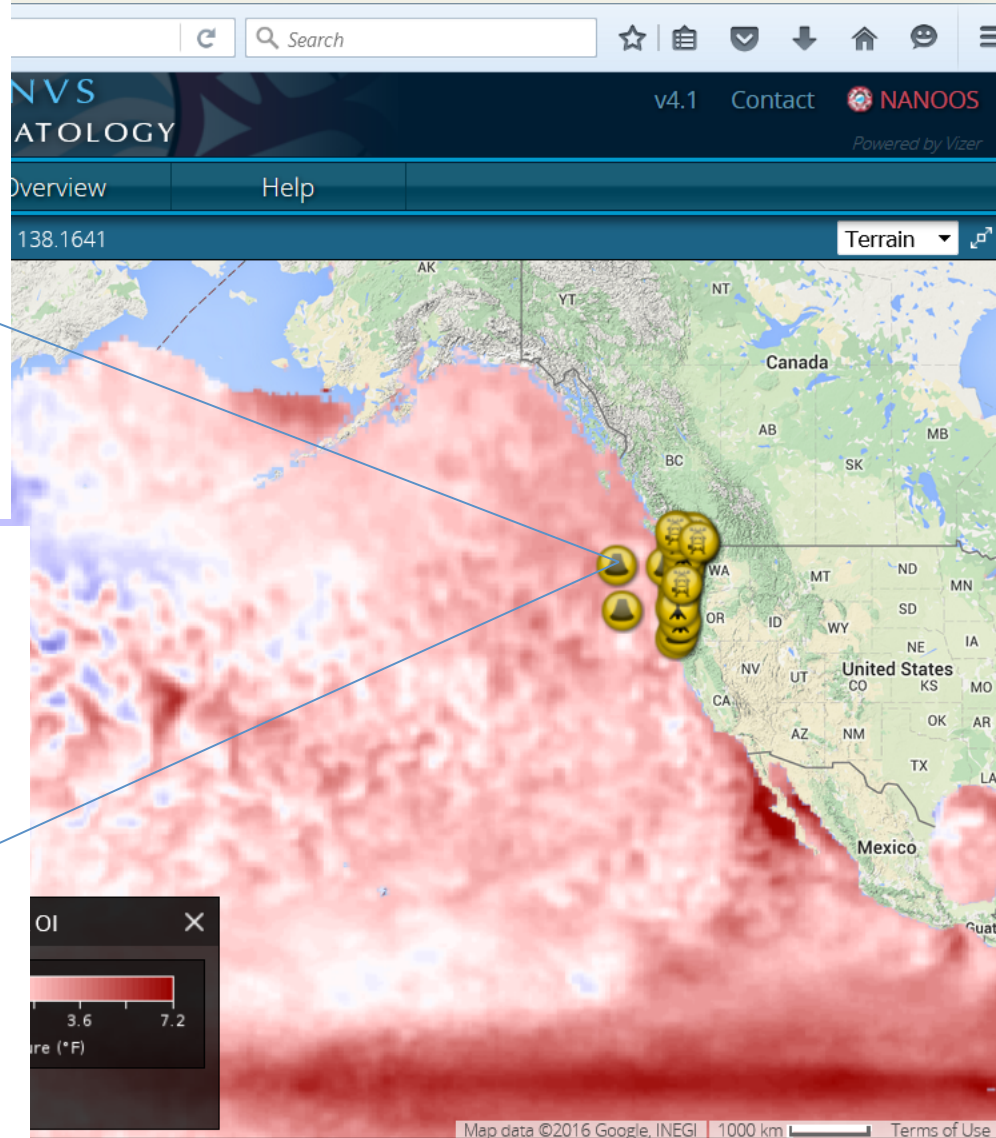 Search
NVS
v4.1 Contact NANOOS
ATOLOGY
Powered by Vizer
Overview Help
138.1641 Terrain
AK
YT
NT
Canada
AB
MB
BC
SK
WA
MT
ND
MN
OR
ID
SD
WY
NE
IA
NV
UT
United States
CO
KS
MO
CA
OK
AR
AZ
NM
TX
LA
Mexico
OI
Guat
3.6 7.2
ure (°F)
Map data ©2016 Google, INEGI 1000 km Terms of Use